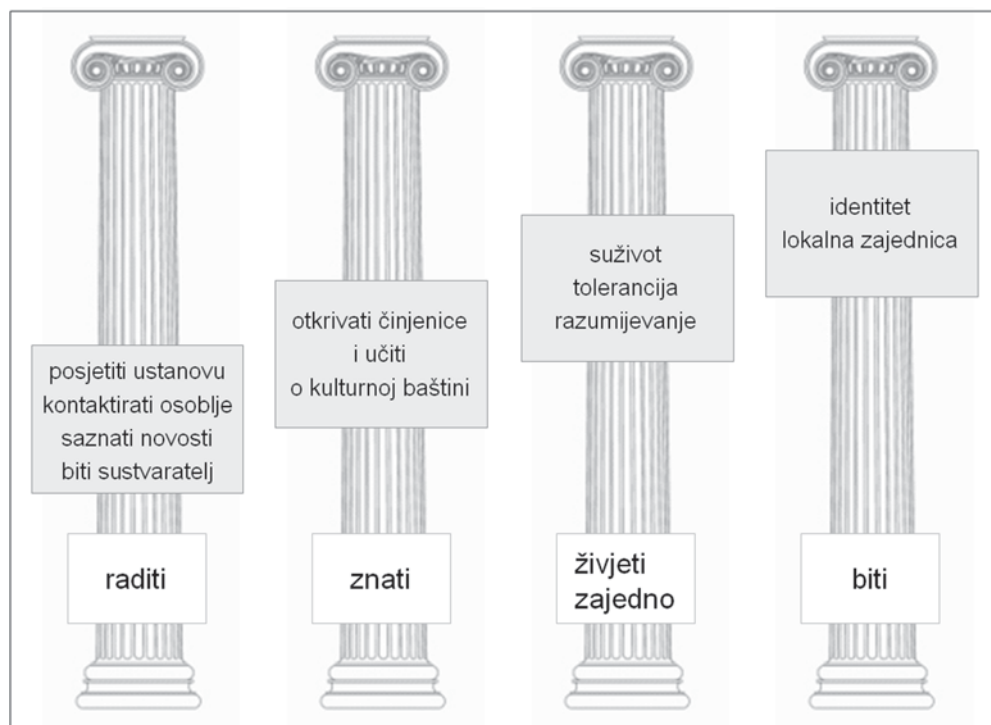 posjetiti ustanovu
kontaktirati osoblje
saznati novosti
biti sustvaratelj
raditi
otkrivati činjenice
i učiti
o kulturnoj baštini
znati
suživot
tolerancija
razumijevanje
živjeti
zajedno
identitet
lokalna zajednica
biti